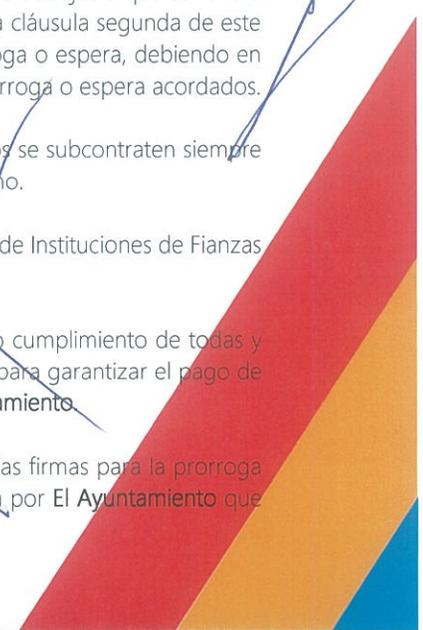 a cláusula segunda de este
oga o espera, debiendo en
rroga o espera acordados.
s se subcontraten siempre
no.
de Instituciones de Fianzas
o cumplimiento de todas y
para garantizar el pago de
amiento.
as firmas para la prorroga
por El Ayuntamiento que